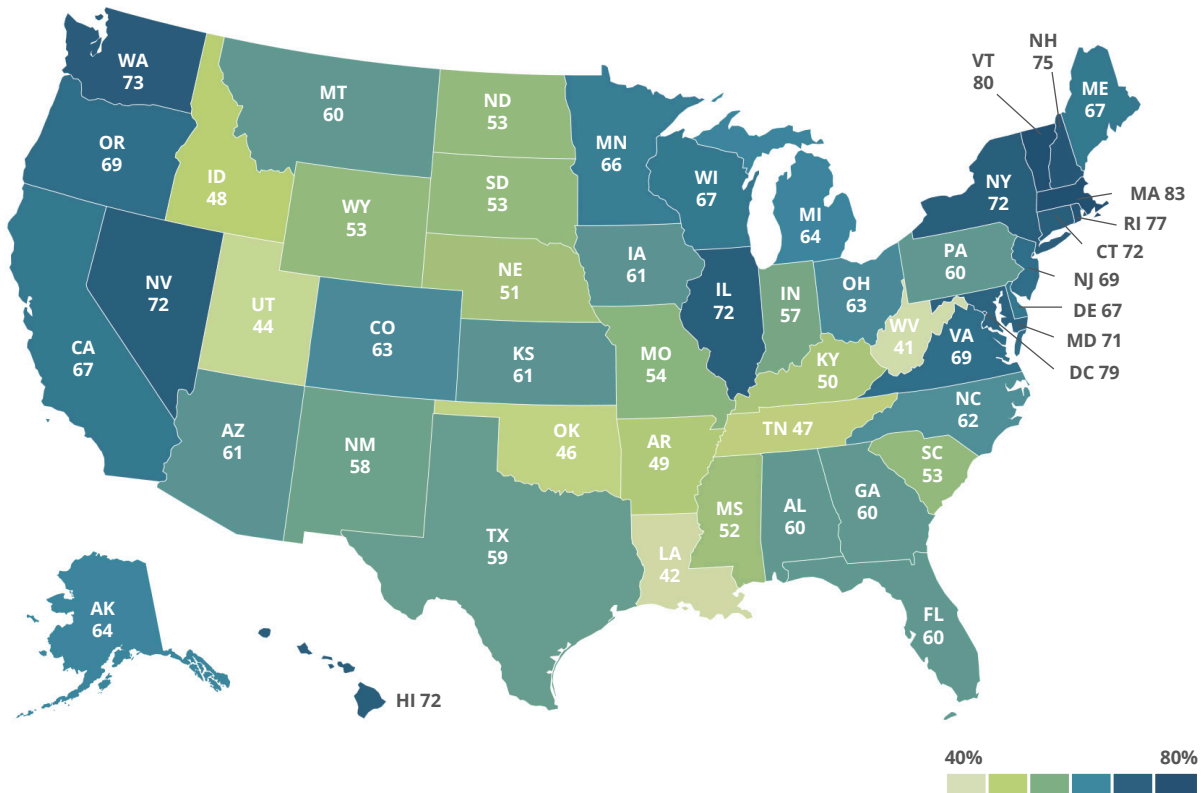 NH
75
VT
80
WA
73
ME
67
MT
60
ND
53
OR
69
MN
66
ID
48
WI
67
SD
53
NY
72
MA 83
WY
53
MI
64
RI 77
CT 72
PA
60
IA
61
NE
51
NJ 69
NV
72
OH
63
IL
72
IN
57
UT
44
DE 67
WV
41
CO
63
VA
69
MD 71
CA
67
KS
61
MO
54
KY
50
DC 79
NC
62
AZ
61
OK
46
TN 47
NM
58
AR
49
SC
53
GA
60
MS
52
AL
60
TX
59
LA
42
AK
64
FL
60
HI 72
40% 80%